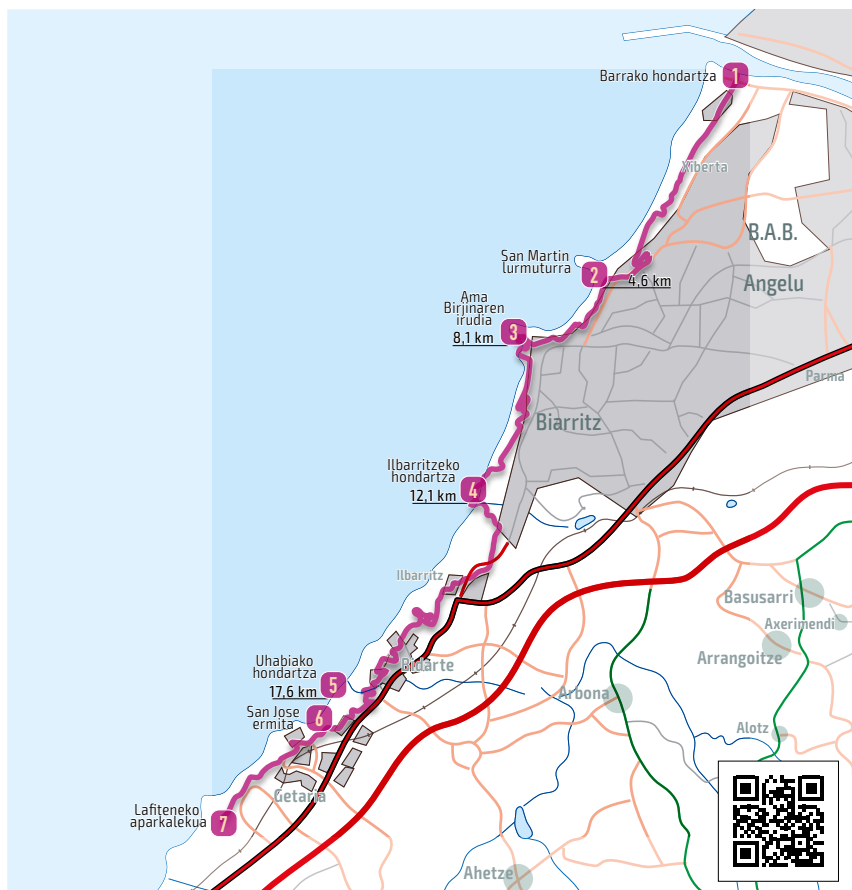 Barrako hondartza
1
Xiberta
B.A.B.
San Martin
lurmuturra
2
4,6 km
Angelu
Ama
Birjinaren
irudia
8,1 km
3
Parma
Biarritz
Ilbarritzeko
hondartza
12,1 km
4
Ilbarritz
Basusarri
Axerimendi
Arrangoitze
Uhabiako
hondartza
17,6 km
5
Bidarte
Arbona
San Jose
ermita
6
Alotz
Getaria
Lafiteneko
aparkalekua
7
Ahetze